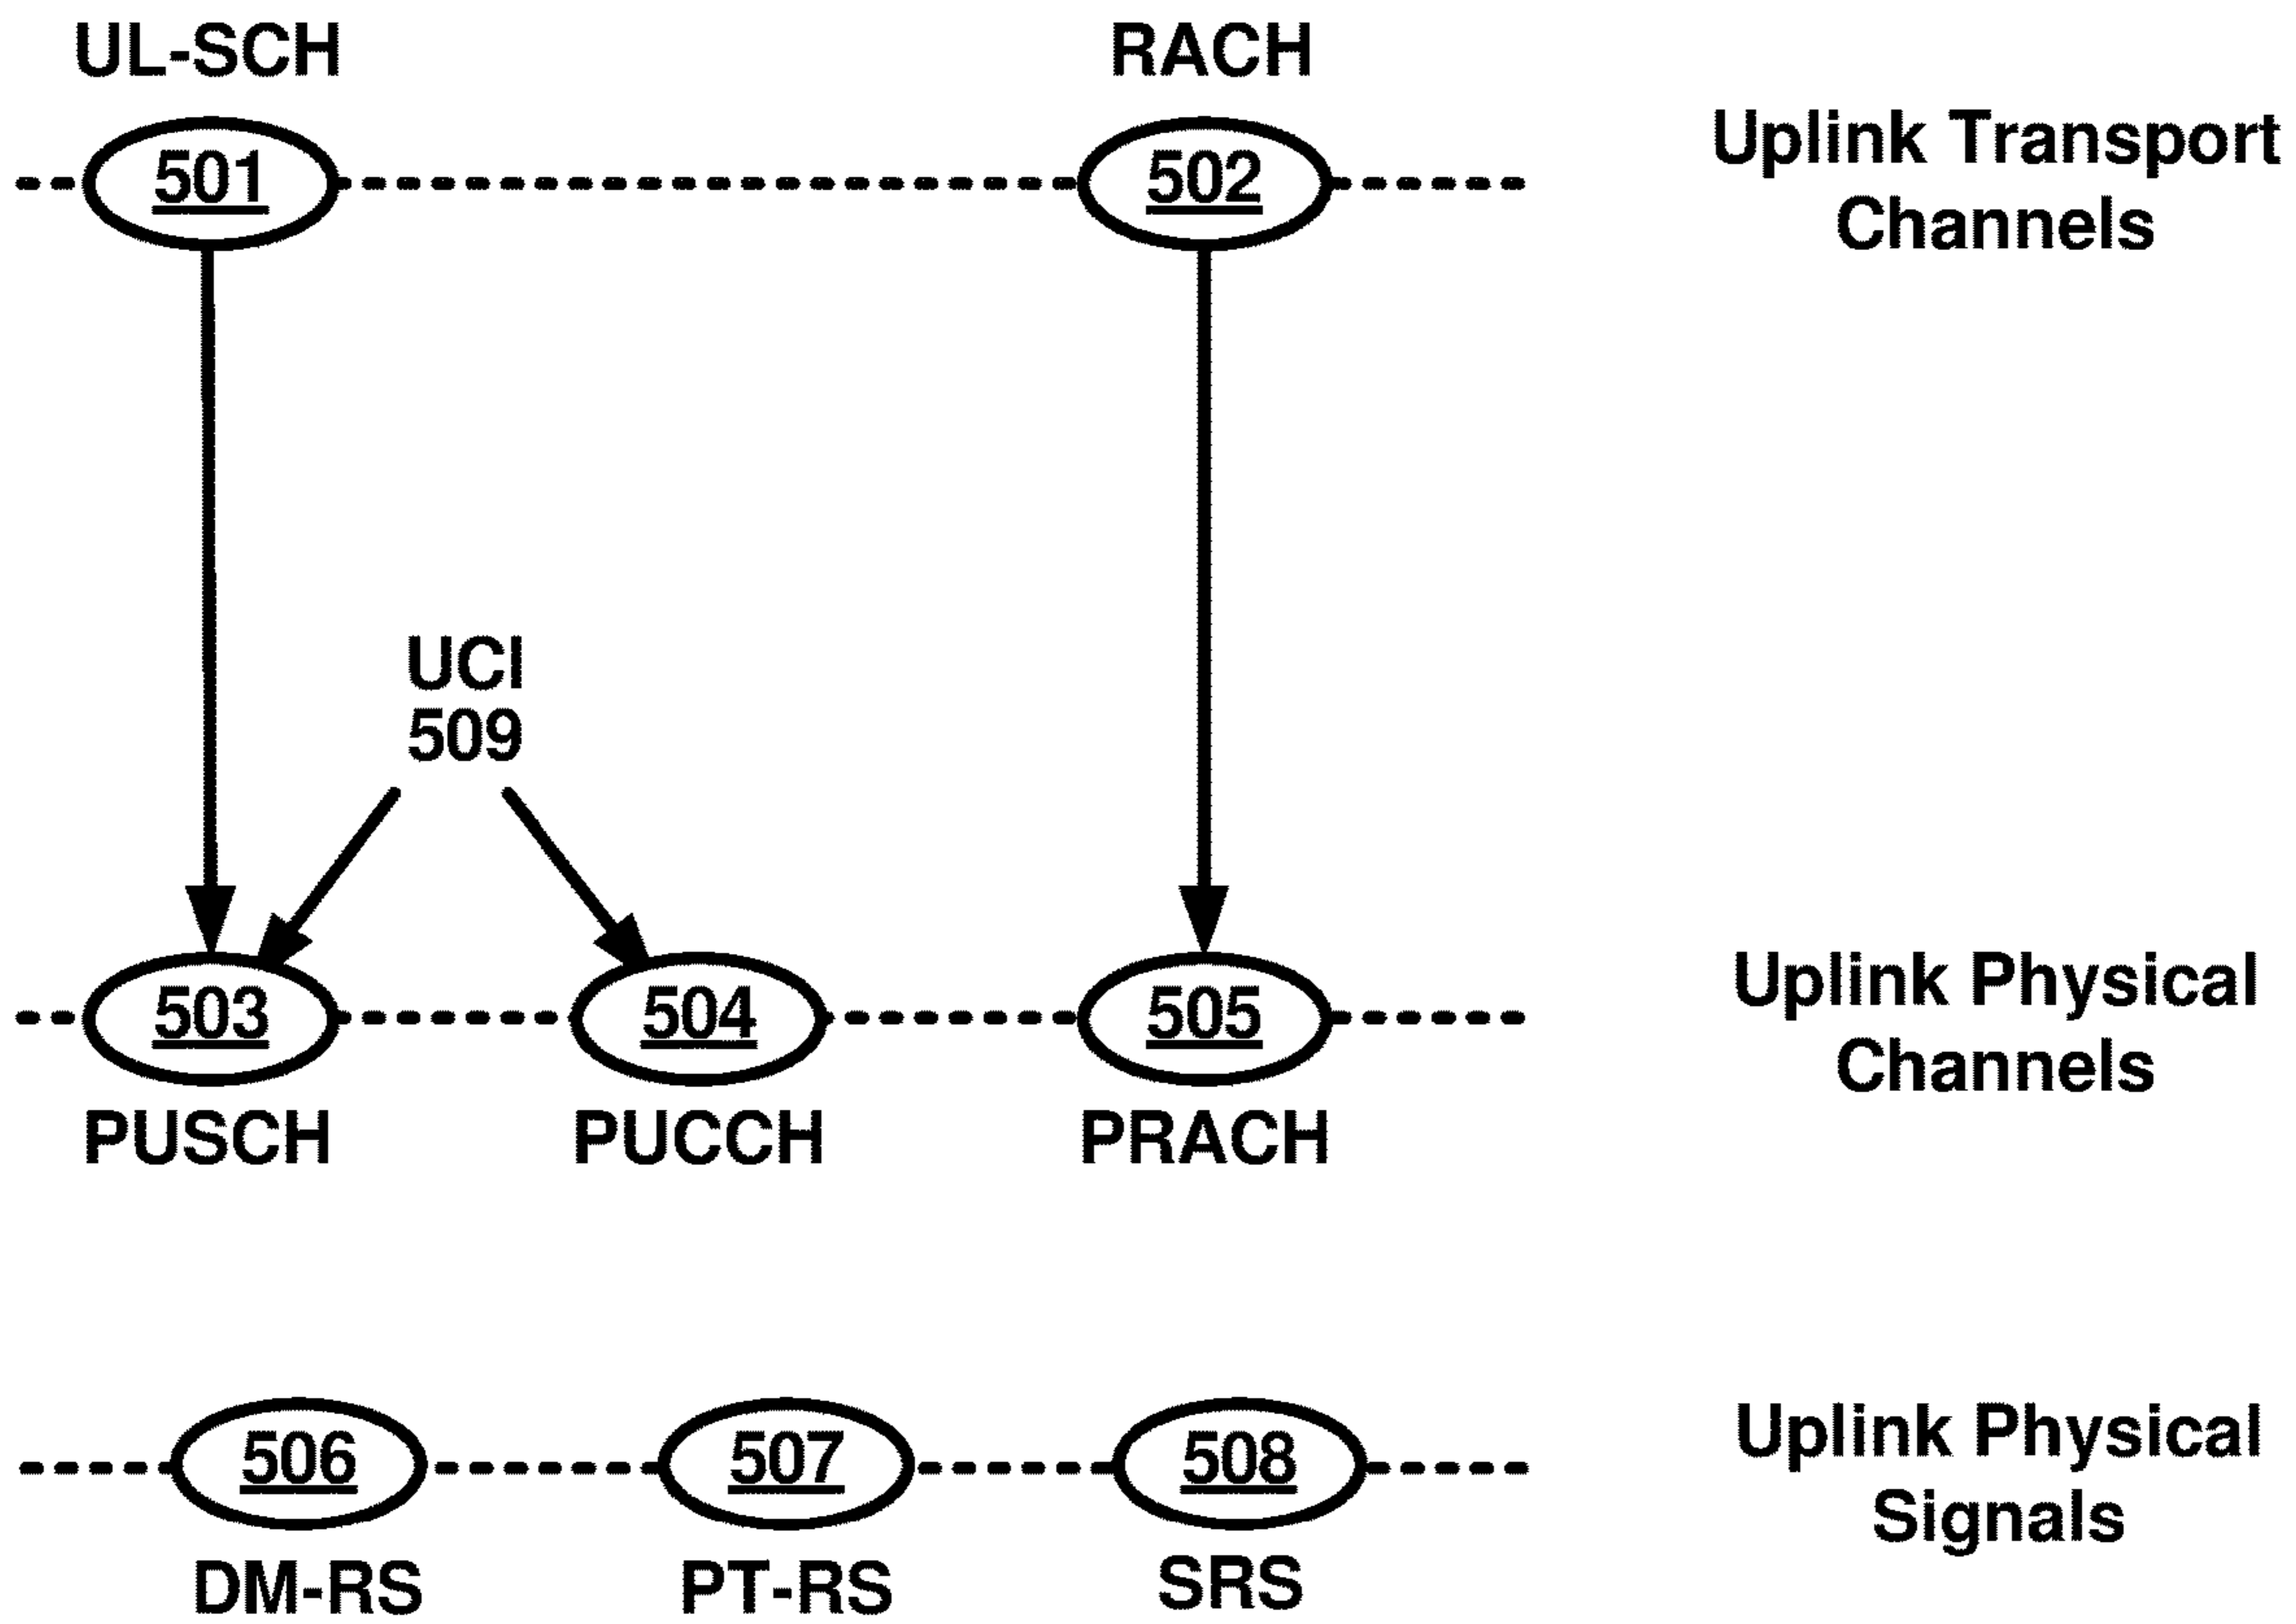 UL-SCH
RACH
501
502
Uplink Transport
Channels
UCI
509
503
504
505
Uplink Physical
Channels
PUSCH
PUCCH
PRACH
506
507
508
Uplink Physical
Signals
DM-RS
PT-RS
SRS